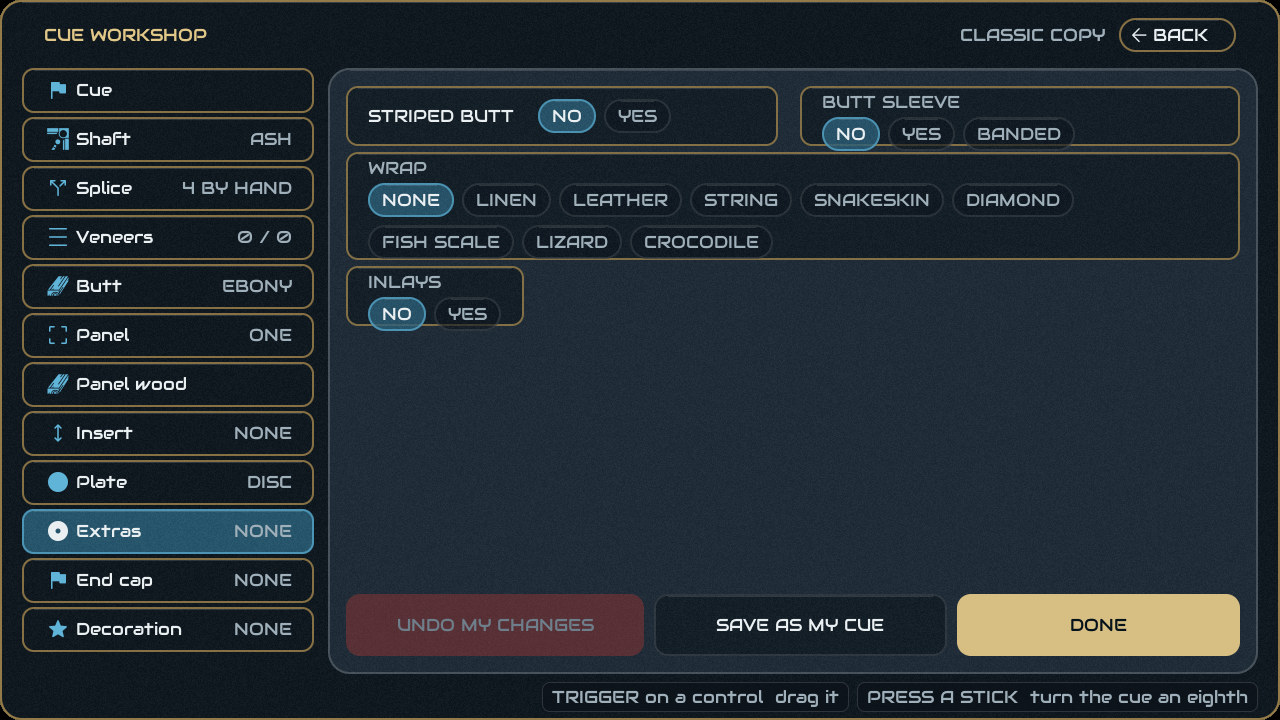 CUE WORKSHOP
CLASSIC COPY
← BACK
Cue
Shaft ASH
Splice 4 BY HAND
Veneers 0 / 0
Butt EBONY
Panel ONE
Panel wood
Insert NONE
Plate DISC
Extras NONE
End cap NONE
Decoration NONE
STRIPED BUTT NO YES
BUTT SLEEVE
NO YES BANDED
WRAP
NONE LINEN LEATHER STRING SNAKESKIN DIAMOND
FISH SCALE LIZARD CROCODILE
INLAYS
NO YES
UNDO MY CHANGES
SAVE AS MY CUE
DONE
TRIGGER on a control drag it
PRESS A STICK turn the cue an eighth